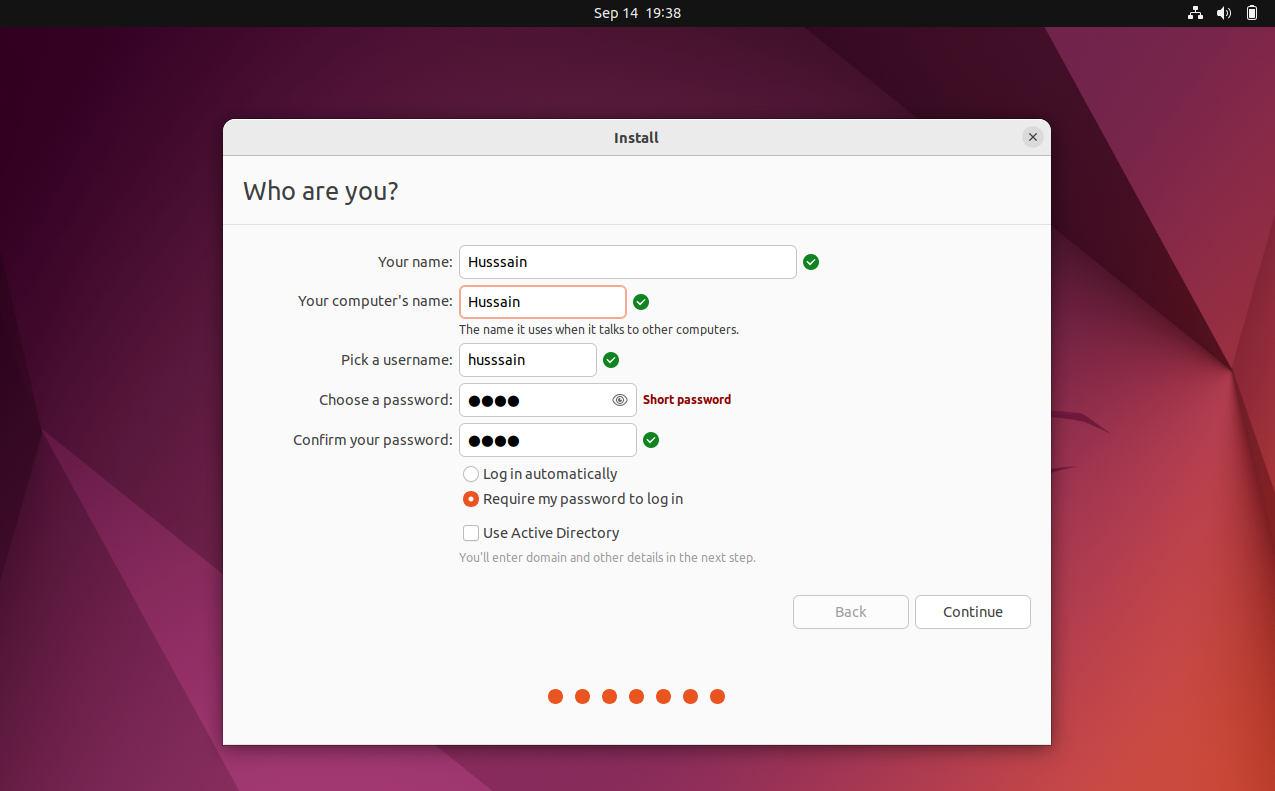 Sep 14 19:38
Install
Who are you?
Your name: Husssain
Your computer's name: Hussain
The name it uses when it talks to other computers.
Pick a username: husssain
Choose a password: ●●●● Short password
Confirm your password: ●●●●
Log in automatically
Require my password to log in
Use Active Directory
You'll enter domain and other details in the next step.
Back Continue